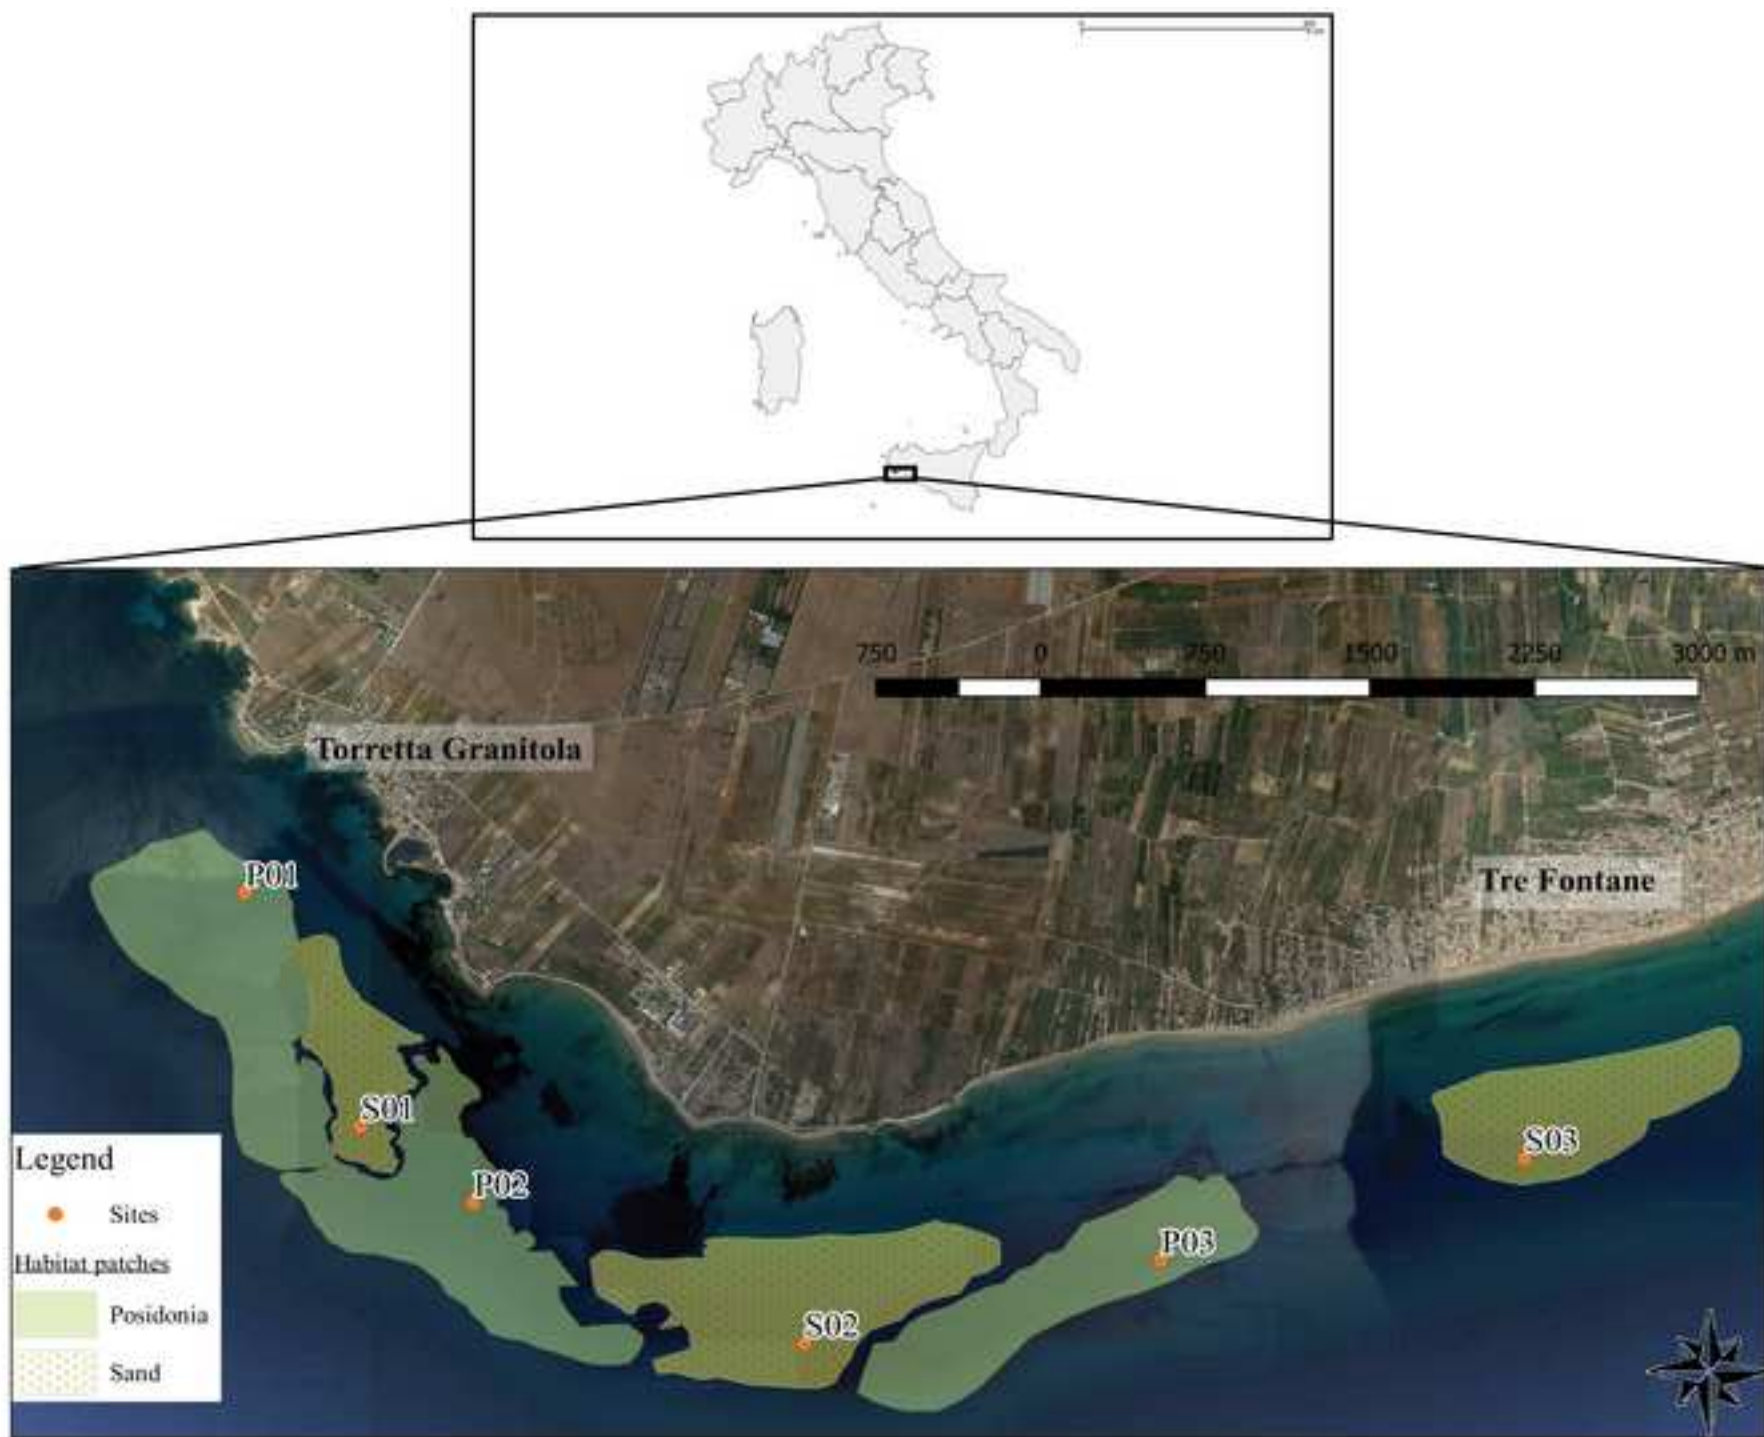 750 0 750 1500 2250 3000 m
Torretta Granitola
Tre Fontane
P01
S01
P02
S02
P03
S03
Legend
Sites
Habitat patches
Posidonia
Sand